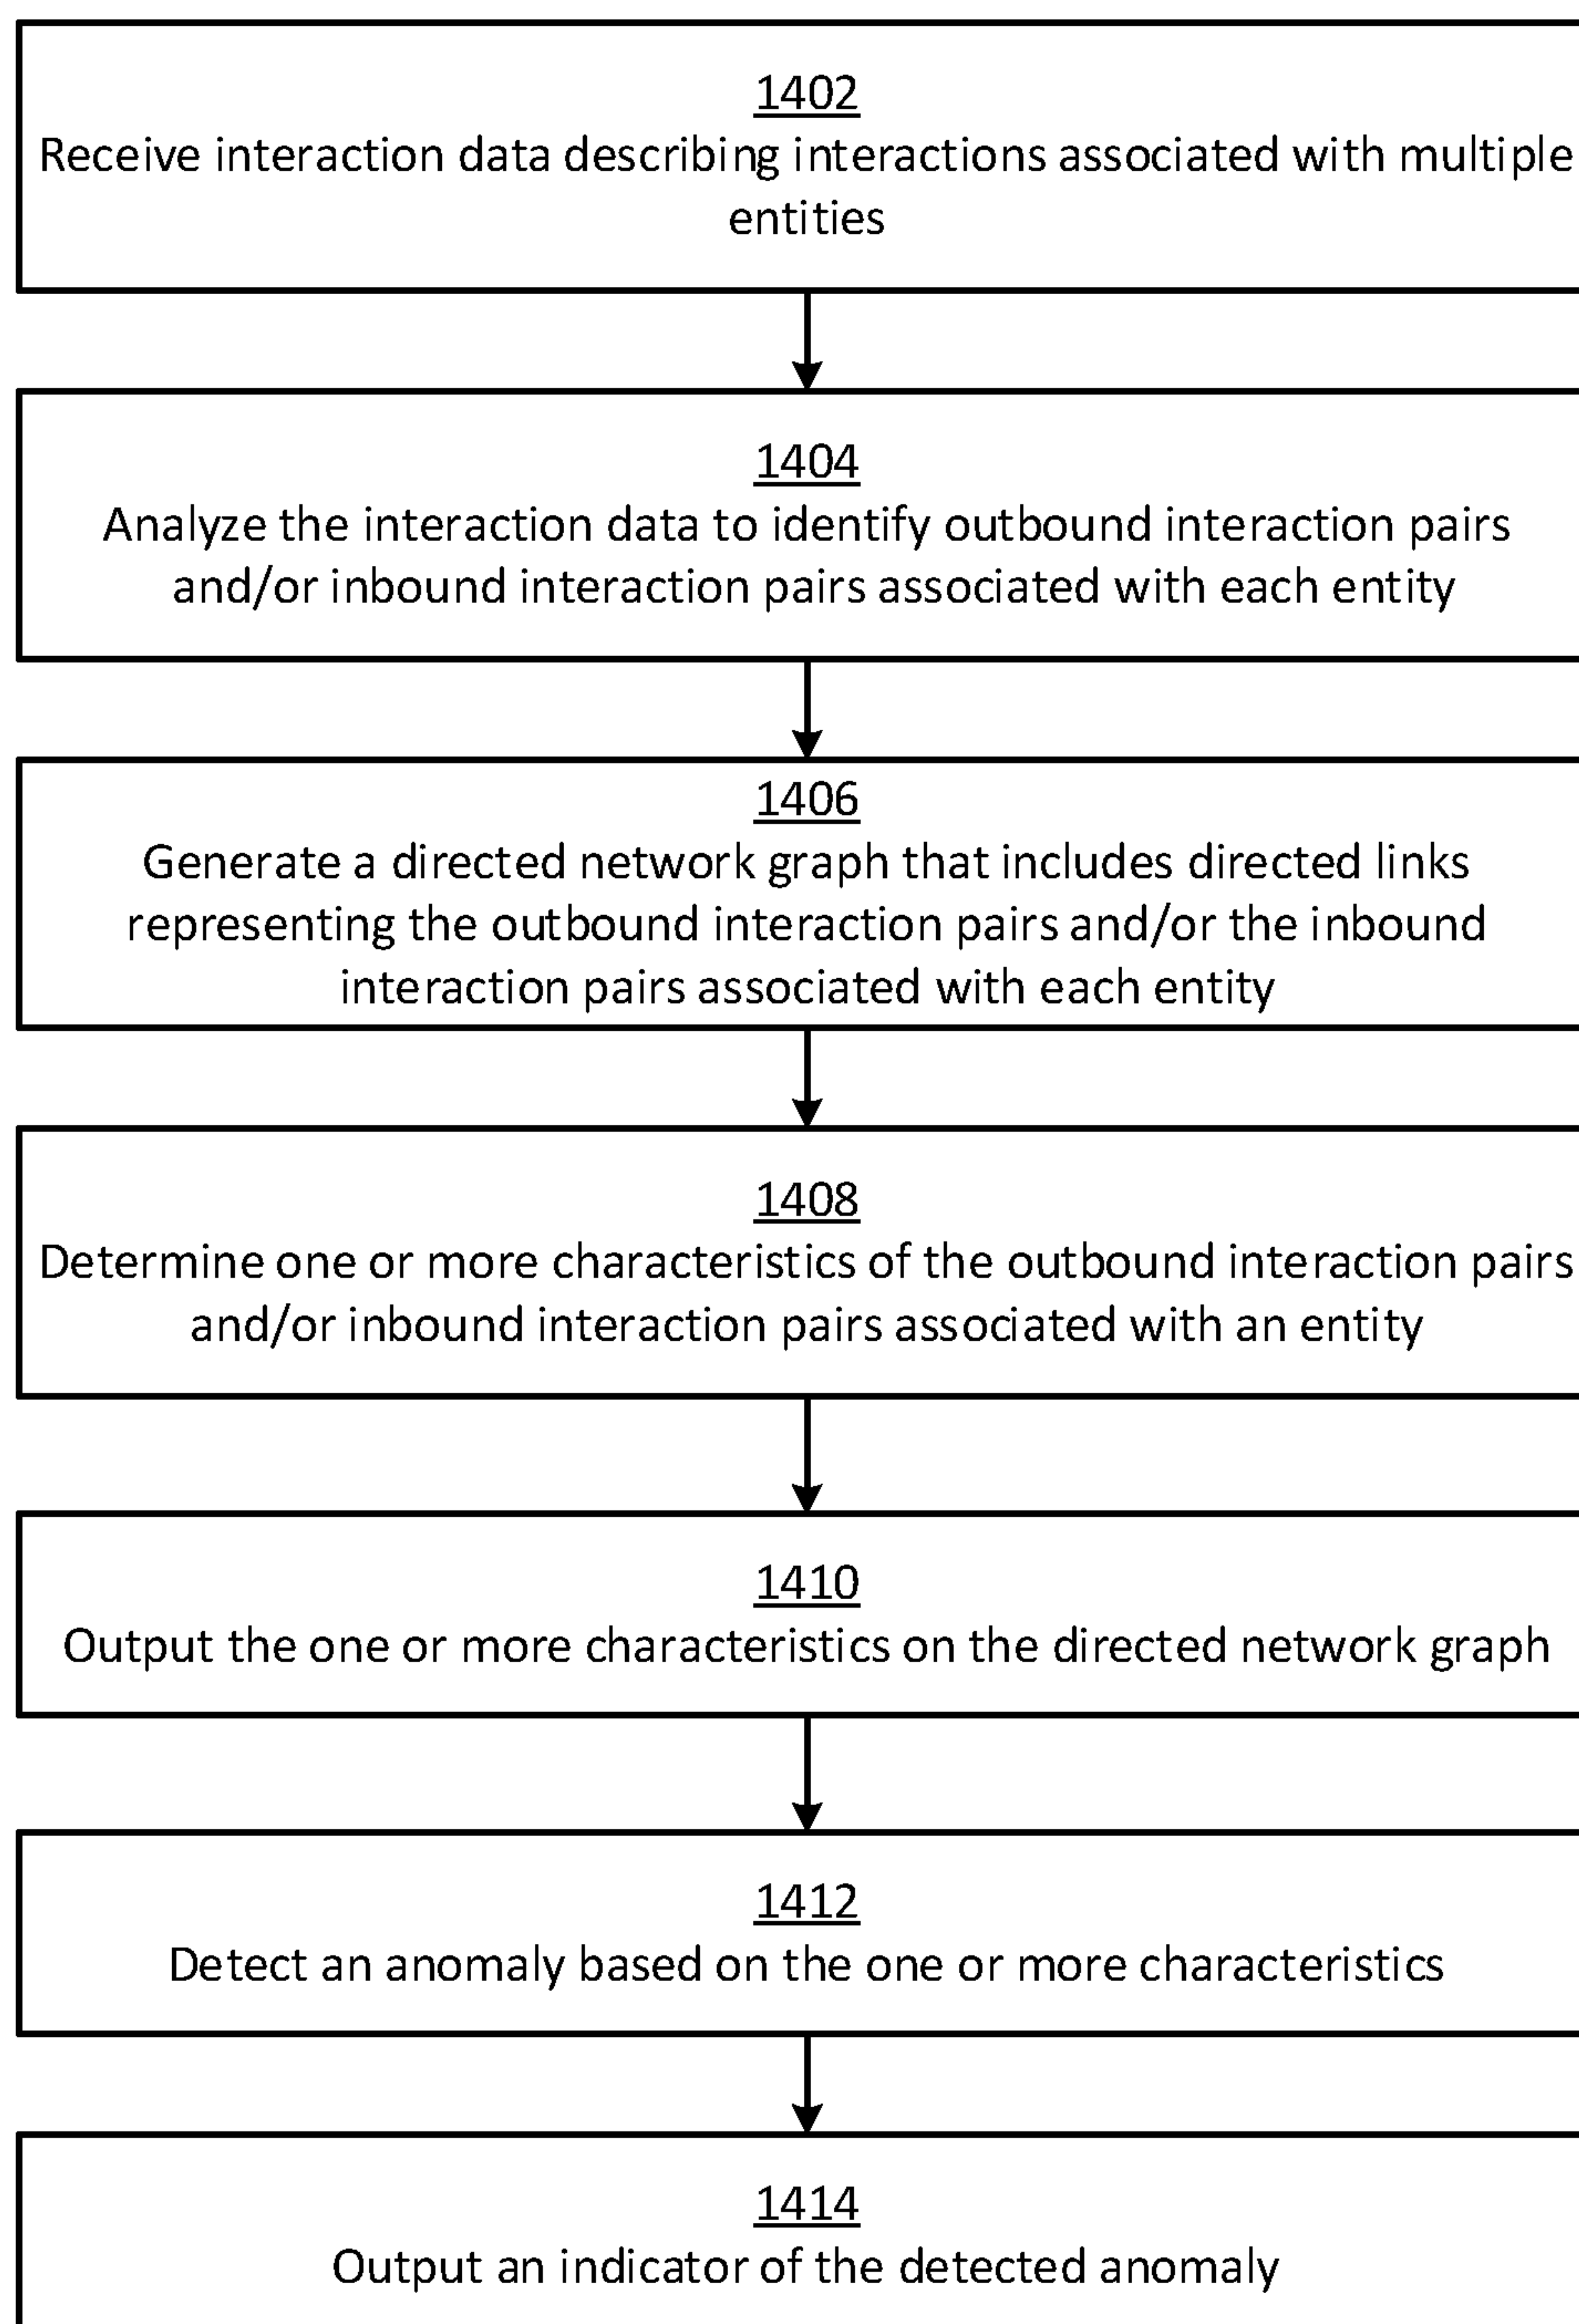 1402
Receive interaction data describing interactions associated with multiple
entities
1404
Analyze the interaction data to identify outbound interaction pairs
and/or inbound interaction pairs associated with each entity
1406
Generate a directed network graph that includes directed links
representing the outbound interaction pairs and/or the inbound
interaction pairs associated with each entity
1408
Determine one or more characteristics of the outbound interaction pairs
and/or inbound interaction pairs associated with an entity
1410
Output the one or more characteristics on the directed network graph
1412
Detect an anomaly based on the one or more characteristics
1414
Output an indicator of the detected anomaly